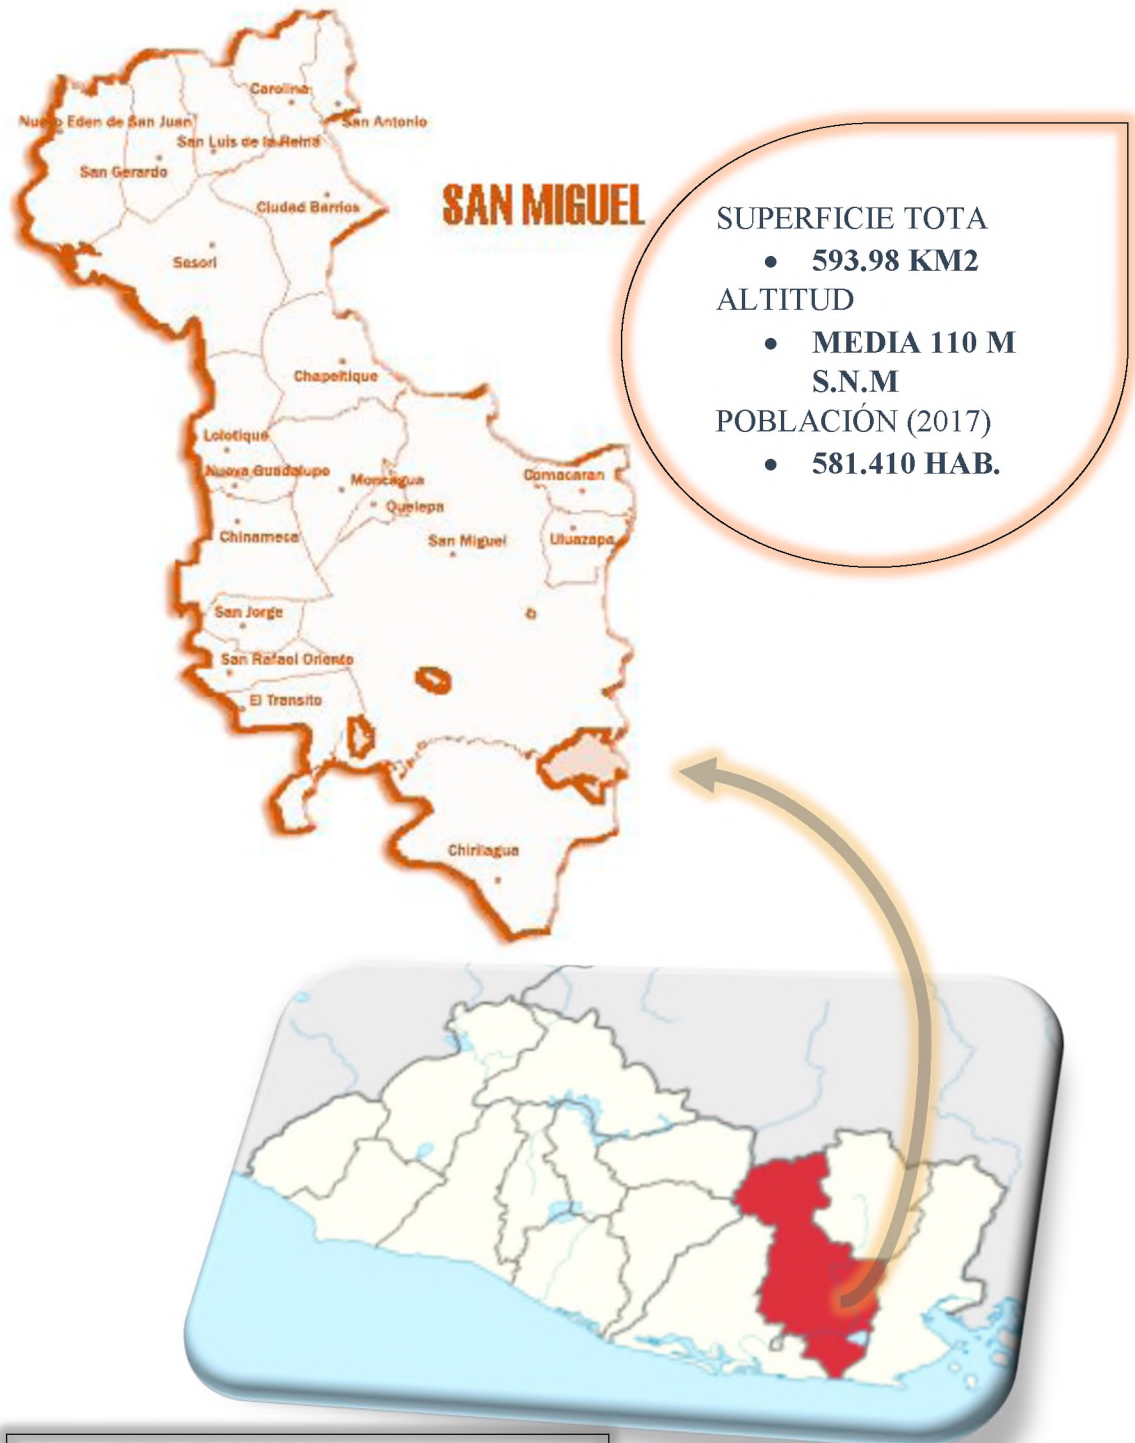 Carolina
Nuevo Eden de San Juan
San Antonio
San Luis de la Reina
San Gerardo
Ciudad Barrios
SAN MIGUEL
Sesori
Chapeltique
Lolotique
Nueva Guadalupe
Moncagua
Comacaran
Quelepa
Chinameca
San Miguel
Uluazapa
San Jorge
San Rafael Oriente
El Transito
Chirilagua
SUPERFICIE TOTA
• 593.98 KM2
ALTITUD
• MEDIA 110 M
S.N.M
POBLACIÓN (2017)
• 581.410 HAB.